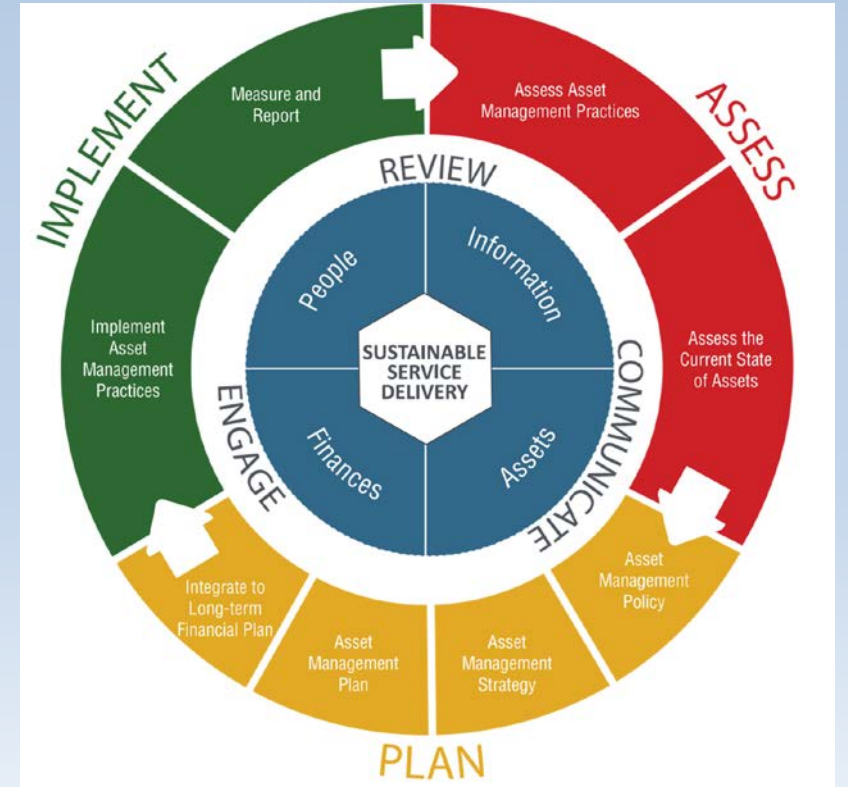 IMPLEMENT
Measure and
Report
Assess Asset
Management Practices
ASSESS
REVIEW
People
Information
Implement
Asset
Management
Practices
SUSTAINABLE
SERVICE
DELIVERY
Assess the
Current State
of Assets
ENGAGE
COMMUNICATE
Finances
Assets
Integrate to
Long-term
Financial Plan
Asset
Management
Plan
Asset
Management
Strategy
Asset
Management
Policy
PLAN